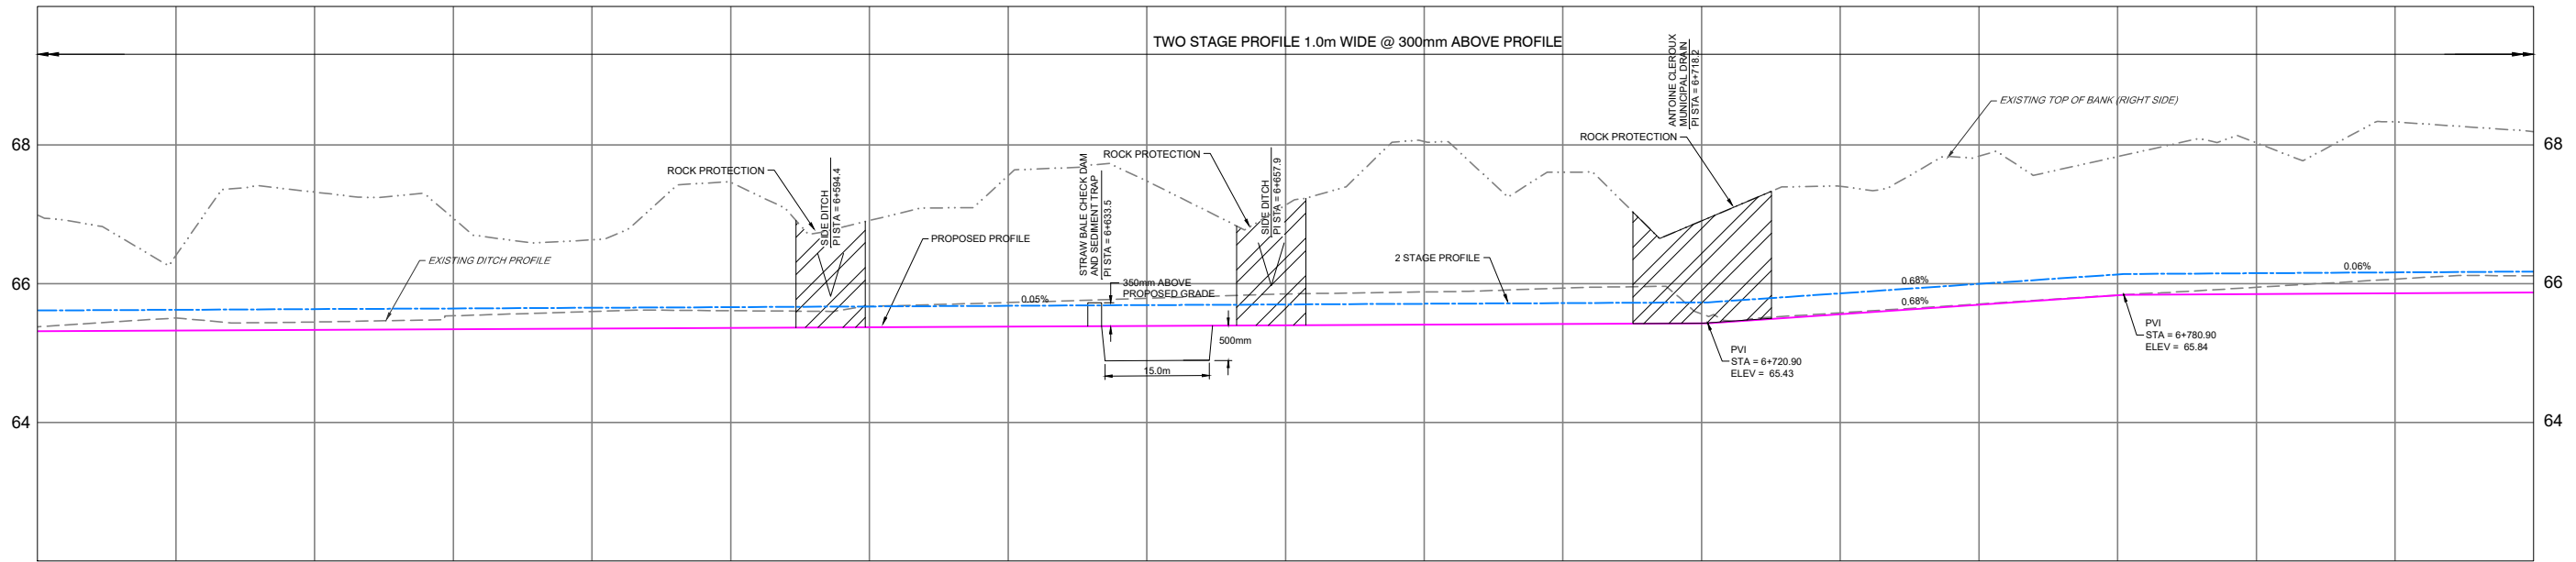 TWO STAGE PROFILE 1.0m WIDE @ 300mm ABOVE PROFILE
ANTOINE CLEROUX
MUNICIPAL DRAIN
PI STA = 6+718.2
EXISTING TOP OF BANK (RIGHT SIDE)
68
68
ROCK PROTECTION
ROCK PROTECTION
ROCK PROTECTION
SIDE DITCH
PI STA = 6+594.4
STRAW BALE CHECK DAM
AND SEDIMENT TRAP
PI STA = 6+633.5
SIDE DITCH
PI STA = 6+657.9
PROPOSED PROFILE
EXISTING DITCH PROFILE
2 STAGE PROFILE
66
66
350mm ABOVE
PROPOSED GRADE
0.05%
0.68%
0.06%
0.68%
500mm
15.0m
PVI
STA = 6+720.90
ELEV = 65.43
PVI
STA = 6+780.90
ELEV = 65.84
64
64